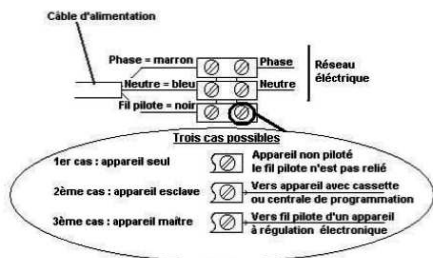 Câble d'alimentation
Phase = marron
Phase
Réseau
éléctrique
Neutre = bleu
Neutre
Fil pilote = noir
Trois cas possibles
1er cas : appareil seul
Appareil non piloté
le fil pilote n'est pas relié
2ème cas : appareil esclave
Vers appareil avec cassette
ou centrale de programmation
3ème cas : appareil maître
Vers fil pilote d'un appareil
à régulation électronique